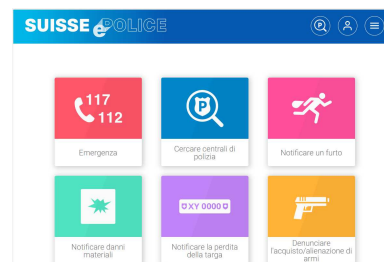 SUISSE ePOLICE
117
112
Emergenza
Cercare centrali di
polizia
Notificare un furto
XY 0000
Notificare danni
materiali
Notificare la perdita
della targa
Denunciare
l'acquisto/alienazione di
armi